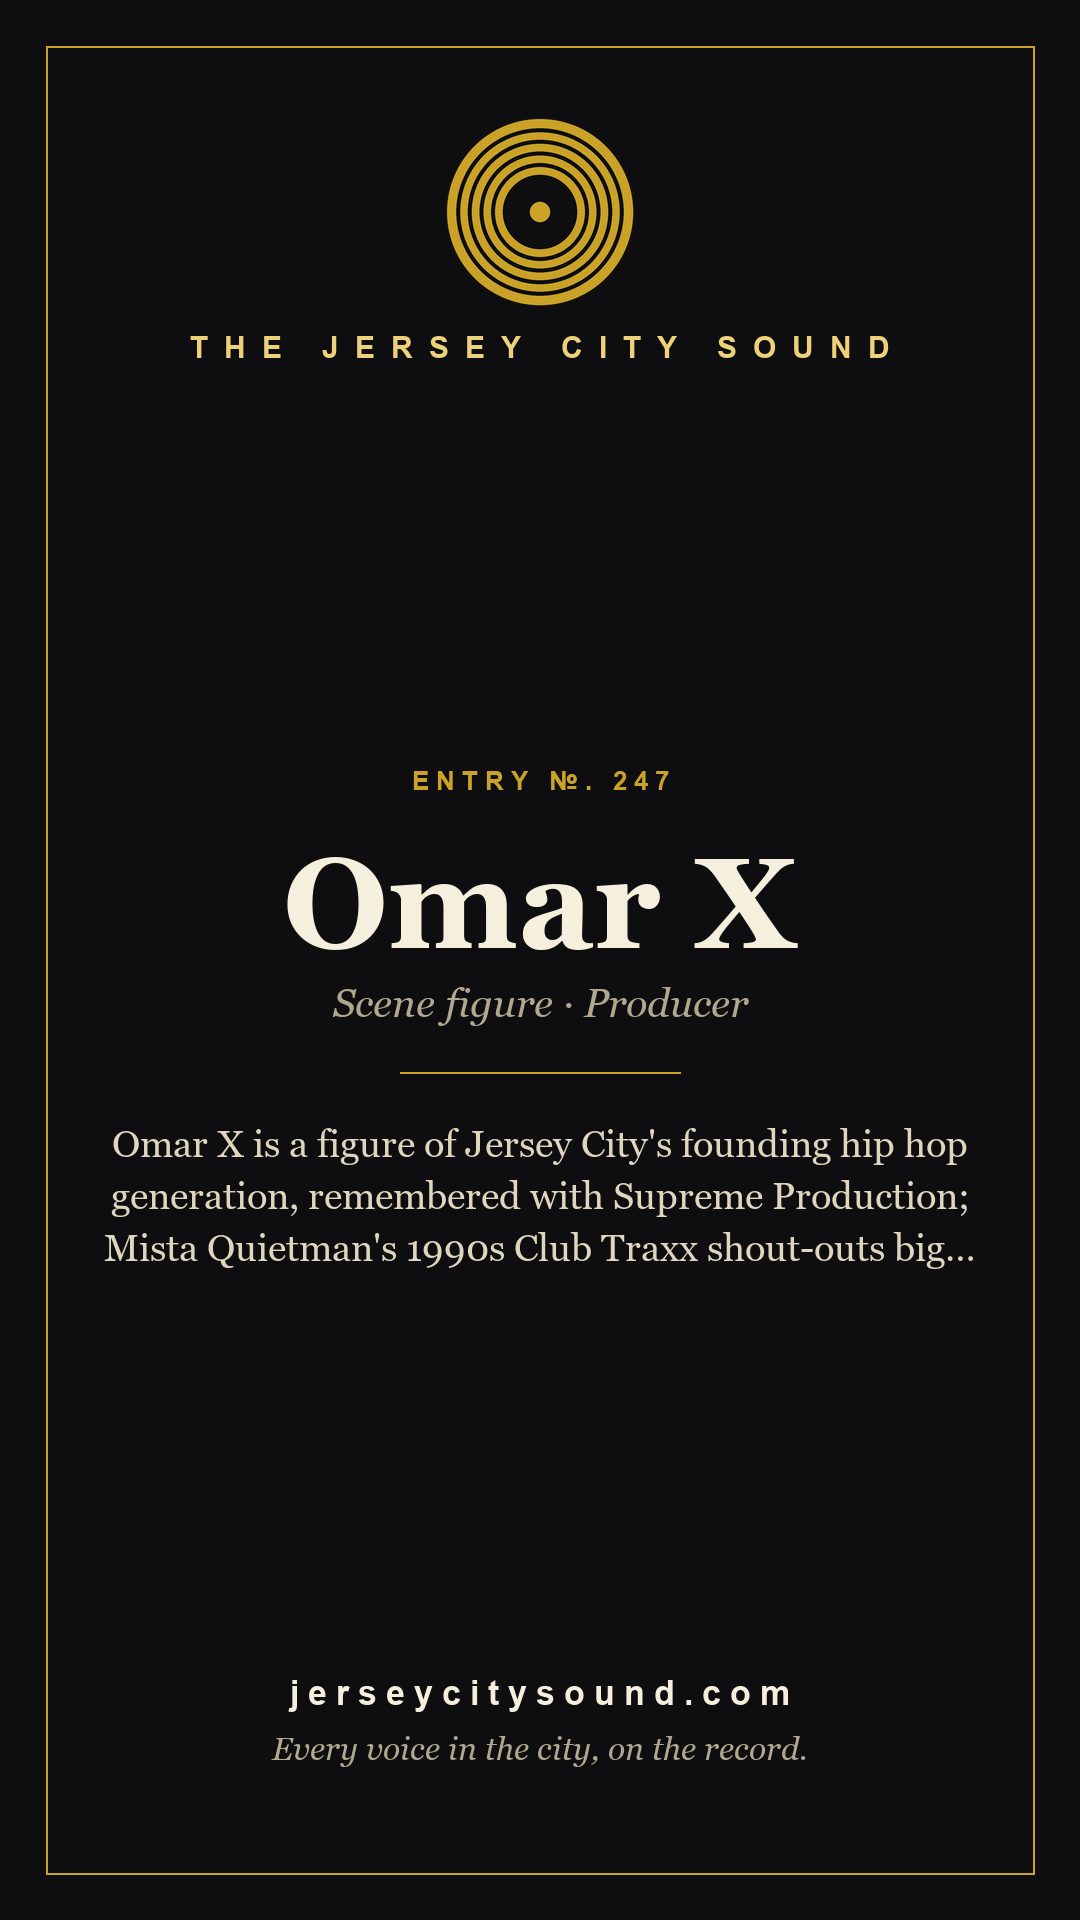 THE JERSEY CITY SOUND
ENTRY №. 247
Omar X
Scene figure · Producer
Omar X is a figure of Jersey City's founding hip hop
generation, remembered with Supreme Production;
Mista Quietman's 1990s Club Traxx shout-outs big...
jerseycitysound.com
Every voice in the city, on the record.